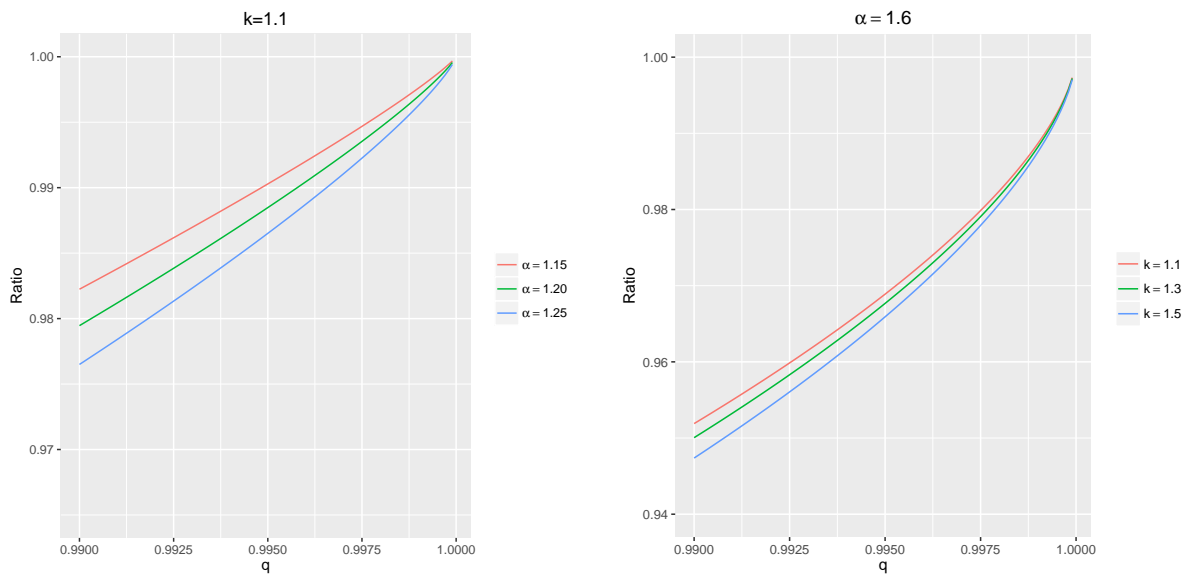 k=1.1
1.00
0.99
0.98
0.97
Ratio
0.9900 0.9925 0.9950 0.9975 1.0000
q
α = 1.15
α = 1.20
α = 1.25
α = 1.6
1.00
0.98
0.96
0.94
Ratio
0.9900 0.9925 0.9950 0.9975 1.0000
q
k = 1.1
k = 1.3
k = 1.5